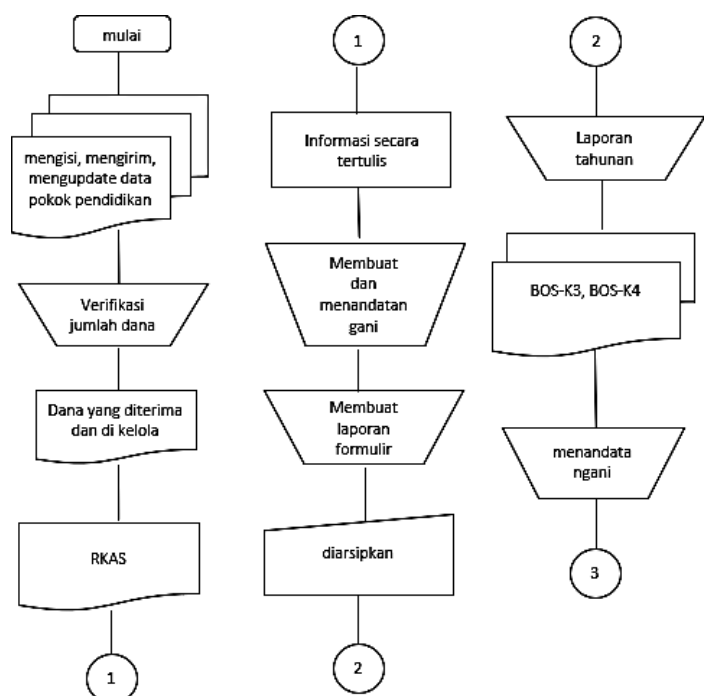 mulai
mengisi, mengirim,
mengupdate data
pokok pendidikan
Verifikasi
jumlah dana
Dana yang diterima
dan di kelola
RKAS
1
1
Informasi secara
tertulis
Membuat
dan
menandatan
gani
Membuat
laporan
formulir
diarsipkan
2
2
Laporan
tahunan
BOS-K3, BOS-K4
menandata
ngani
3